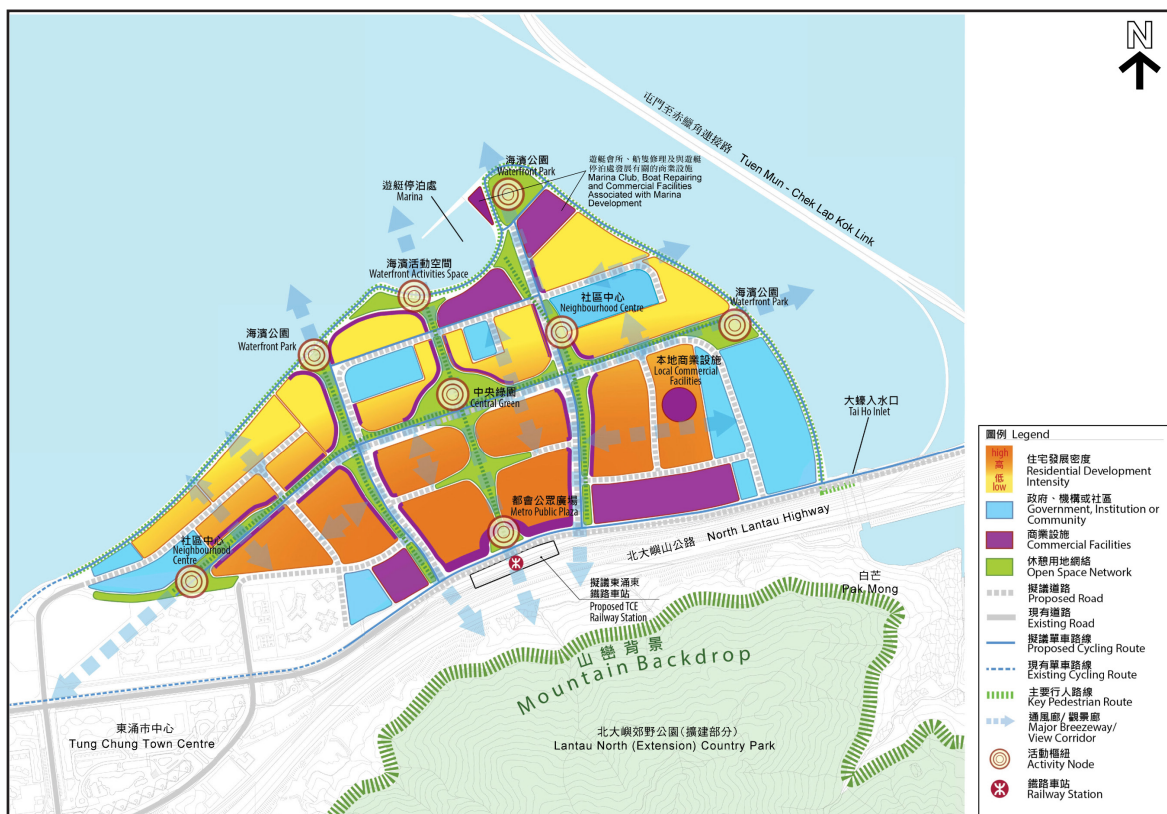 N
屯門至赤鱲角連接路 Tuen Mun - Chek Lap Kok Link
海濱公園
Waterfront Park
遊艇會所、船隻修理及與遊艇
停泊處發展有關的商業設施
Marina Club, Boat Repairing
and Commercial Facilities
Associated with Marina
Development
遊艇停泊處
Marina
海濱活動空間
Waterfront Activities Space
社區中心
Neighbourhood Centre
海濱公園
Waterfront Park
海濱公園
Waterfront Park
本地商業設施
Local Commercial
Facilities
中央綠園
Central Green
大蠔入水口
Tai Ho Inlet
都會公眾廣場
Metro Public Plaza
社區中心
Neighbourhood
Centre
北大嶼山公路 North Lantau Highway
擬議東涌東
鐵路車站
Proposed TCE
Railway Station
白芒
Pak Mong
山巒背景
Mountain Backdrop
東涌市中心
Tung Chung Town Centre
北大嶼郊野公園(擴建部分)
Lantau North (Extension) Country Park
圖例 Legend
high
高
低
low
住宅發展密度
Residential Development
Intensity
政府、機構或社區
Government, Institution or
Community
商業設施
Commercial Facilities
休憩用地網絡
Open Space Network
擬議道路
Proposed Road
現有道路
Existing Road
擬議單車路線
Proposed Cycling Route
現有單車路線
Existing Cycling Route
主要行人路線
Key Pedestrian Route
通風廊/觀景廊
Major Breezeway/
View Corridor
活動樞紐
Activity Node
鐵路車站
Railway Station